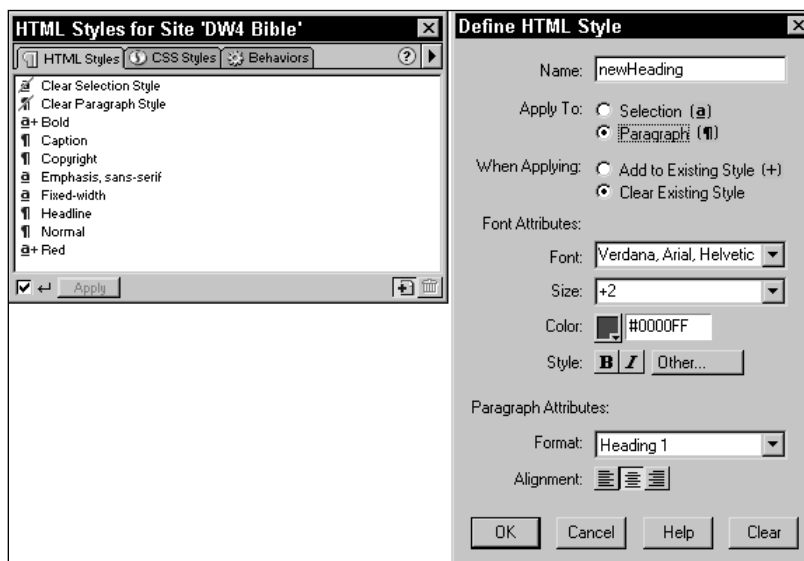 HTML Styles for Site 'DW4 Bible'
HTML Styles
CSS Styles
Behaviors
?
Clear Selection Style
Clear Paragraph Style
a+ Bold
¶ Caption
¶ Copyright
a Emphasis, sans-serif
a Fixed-width
¶ Headline
¶ Normal
a+ Red
Apply
Define HTML Style
Name: newHeading
Apply To: Selection (a)
Paragraph (¶)
When Applying: Add to Existing Style (+)
Clear Existing Style
Font Attributes:
Font: Verdana, Arial, Helvetic
Size: +2
Color: #0000FF
Style: B I Other...
Paragraph Attributes:
Format: Heading 1
Alignment:
OK Cancel Help Clear